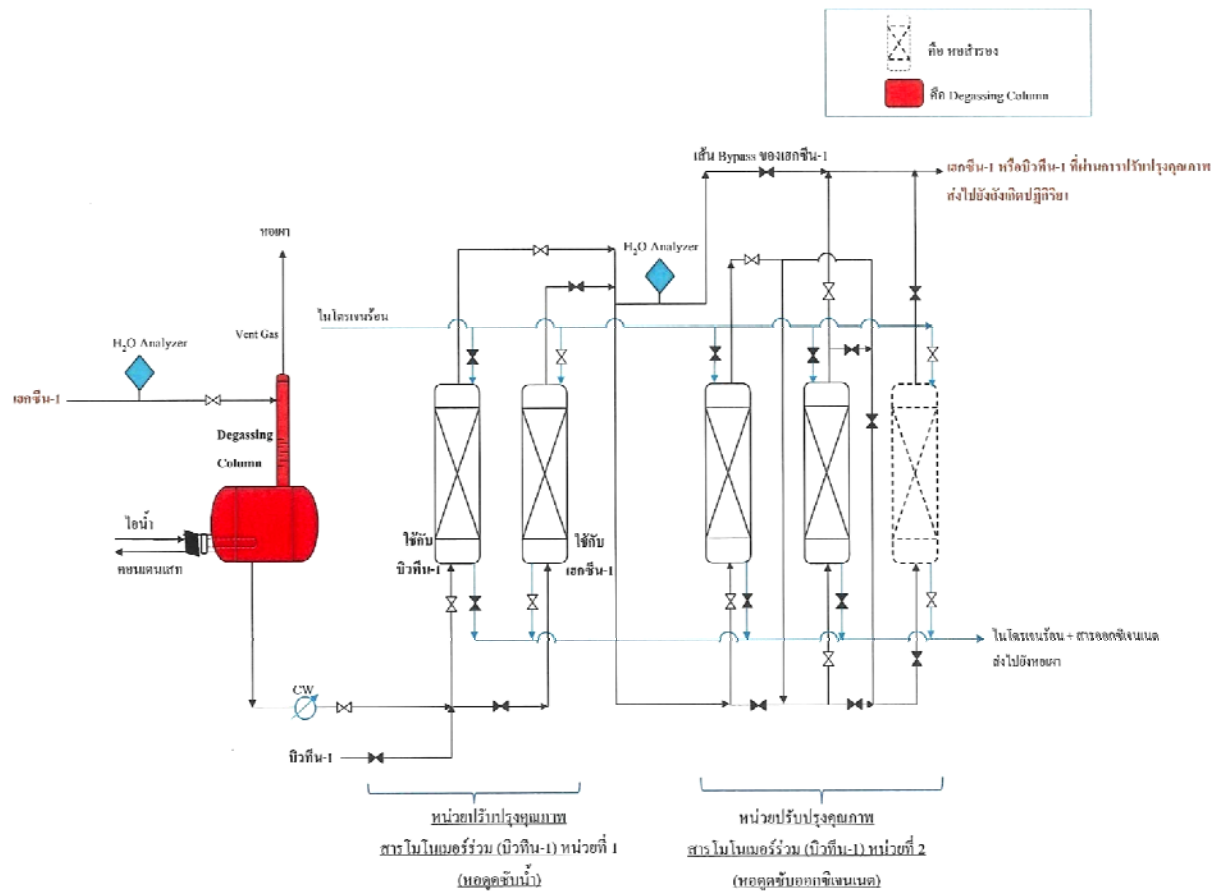 คือ หอสำรอง
คือ Degassing Column
เส้น Bypass ของเฮกซีน-1
เฮกซีน-1 หรือบิวทีน-1 ที่ผ่านการปรับปรุงคุณภาพ
ส่งไปยังถังเกิดปฏิกิริยา
หอเผา
H₂O Analyzer
ไนโตรเจนร้อน
Vent Gas
H₂O Analyzer
เฮกซีน-1
Degassing
Column
ไอน้ำ
คอนเดนเสท
ใช้กับ
บิวทีน-1
ใช้กับ
เฮกซีน-1
ไนโตรเจนร้อน + สารออกซิเจนเนต
ส่งไปยังหอเผา
CW
บิวทีน-1
หน่วยปรับปรุงคุณภาพ
สารโมโนเมอร์ร่วม (บิวทีน-1) หน่วยที่ 1
(หอดูดซับน้ำ)
หน่วยปรับปรุงคุณภาพ
สารโมโนเมอร์ร่วม (บิวทีน-1) หน่วยที่ 2
(หอดูดซับออกซิเจนเนต)